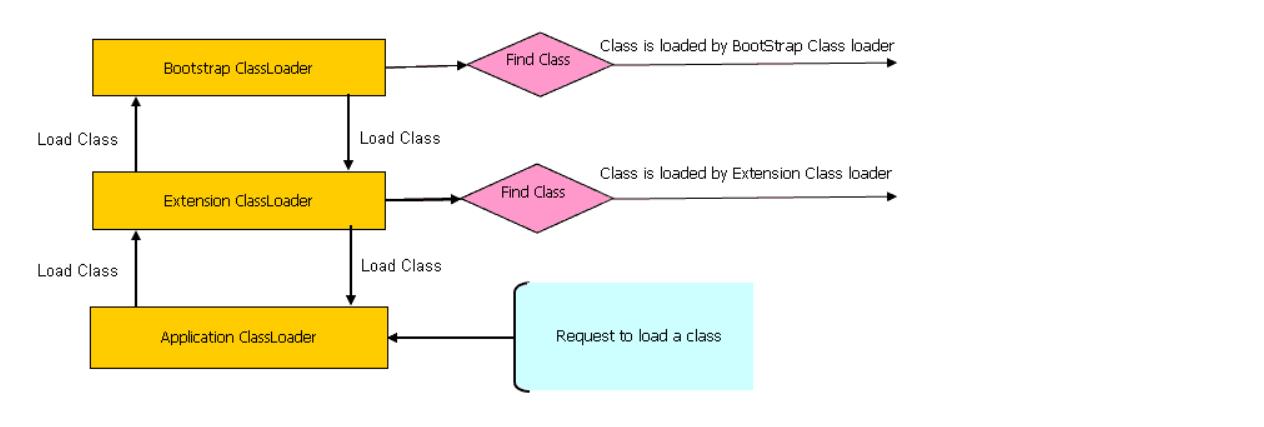 Class is loaded by BootStrap Class loader
Bootstrap ClassLoader
Find Class
Load Class
Load Class
Class is loaded by Extension Class loader
Extension ClassLoader
Find Class
Load Class
Load Class
Application ClassLoader
Request to load a class